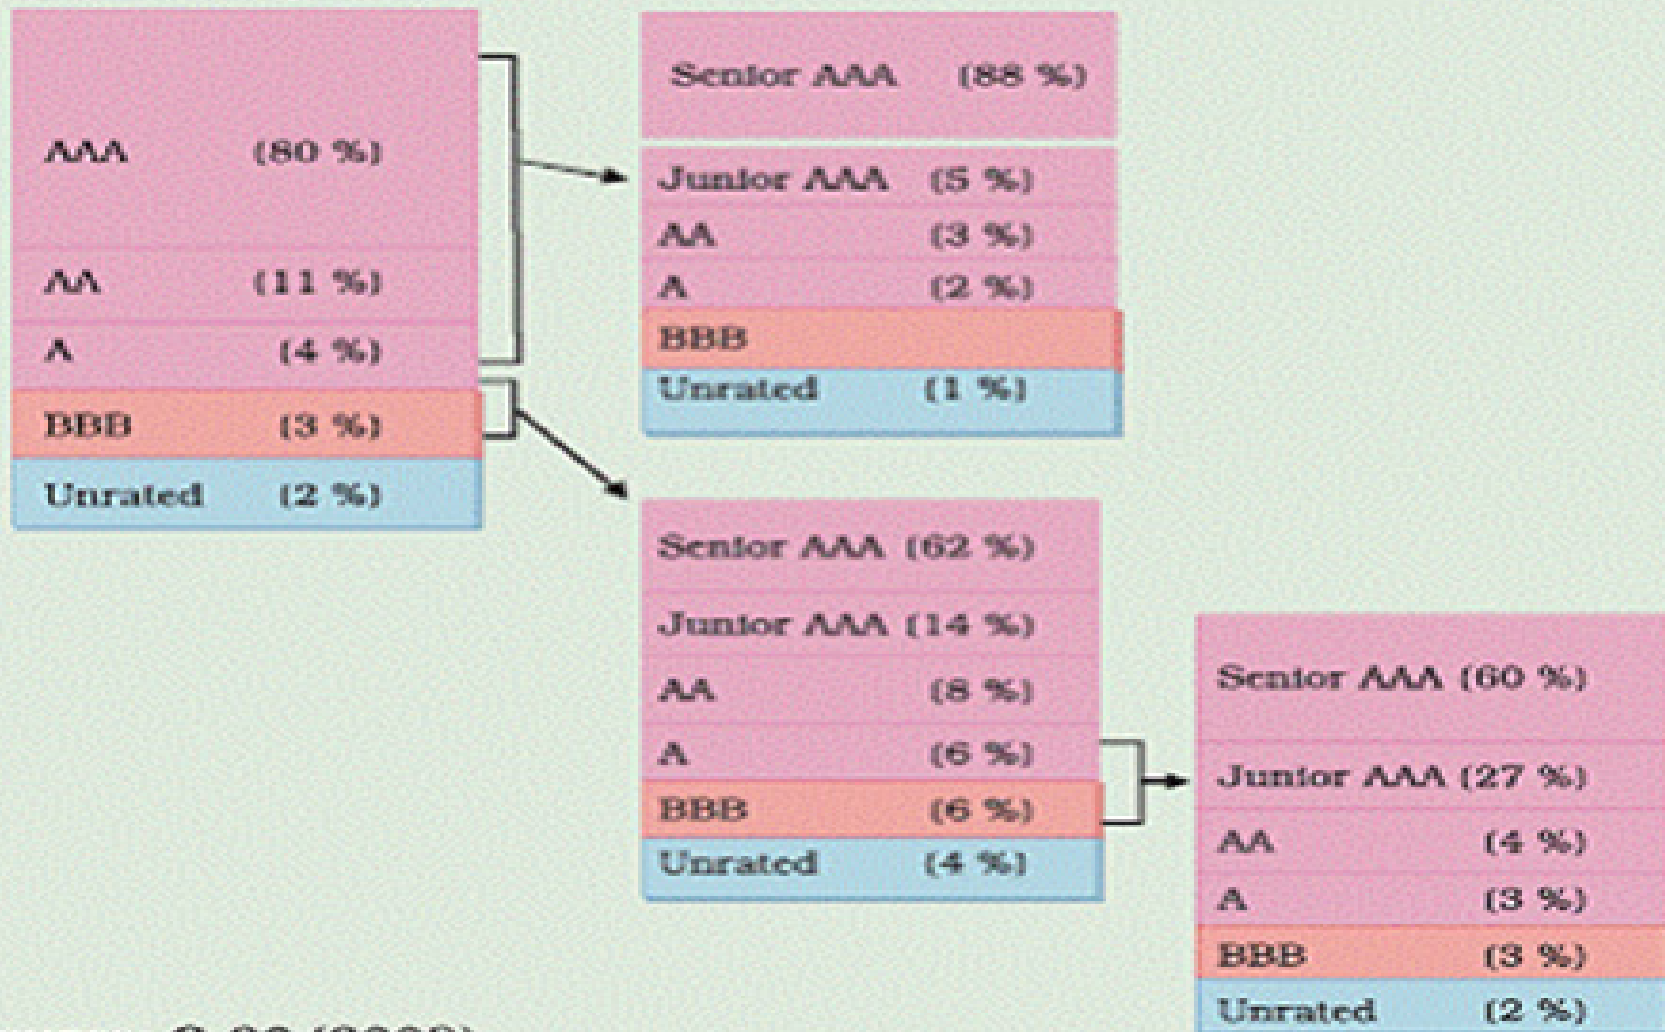 AAA (80 %)
AA (11 %)
A (4 %)
BBB (3 %)
Unrated (2 %)
Senior AAA (88 %)
Junior AAA (5 %)
AA (3 %)
A (2 %)
BBB
Unrated (1 %)
Senior AAA (62 %)
Junior AAA (14 %)
AA (8 %)
A (6 %)
BBB (6 %)
Unrated (4 %)
Senior AAA (60 %)
Junior AAA (27 %)
AA (4 %)
A (3 %)
BBB (3 %)
Unrated (2 %)